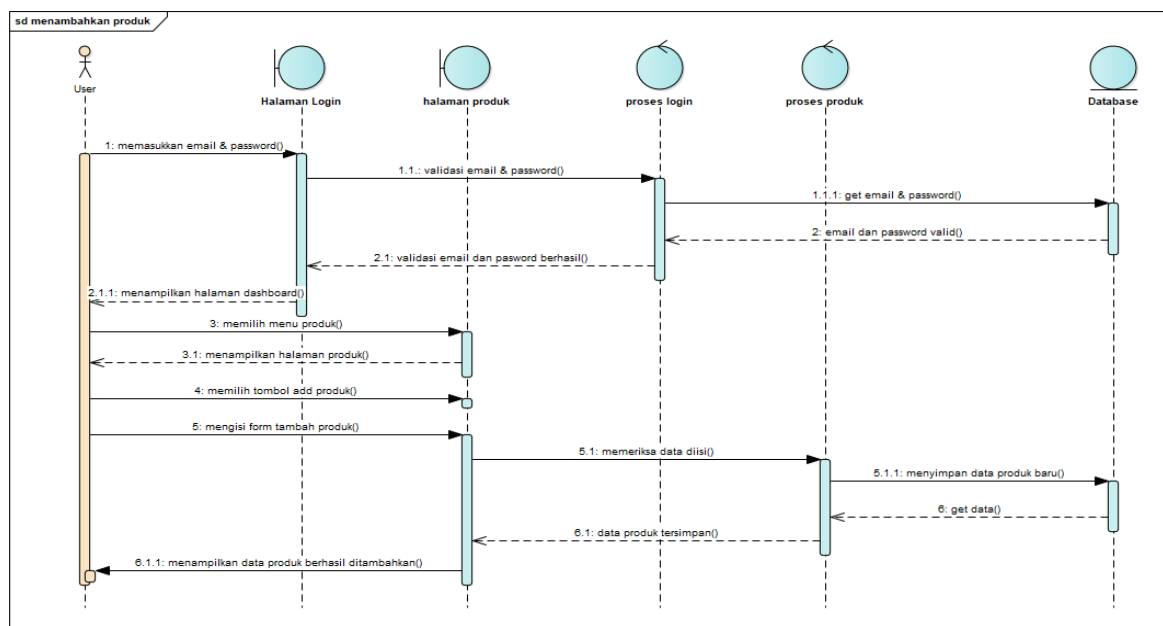 sd menambahkan produk
User
Halaman Login
halaman produk
proses login
proses produk
Database
1: memasukkan email & password()
1.1.: validasi email & password()
1.1.1: get email & password()
2: email dan password valid()
2.1: validasi email dan pasword berhasil()
2.1.1: menampilkan halaman dashboard()
3: memilih menu produk()
3.1: menampilkan halaman produk()
4: memilih tombol add produk()
5: mengisi form tambah produk()
5.1: memeriksa data diisi()
5.1.1: menyimpan data produk baru()
6: get data()
6.1: data produk tersimpan()
6.1.1: menampilkan data produk berhasil ditambahkan()